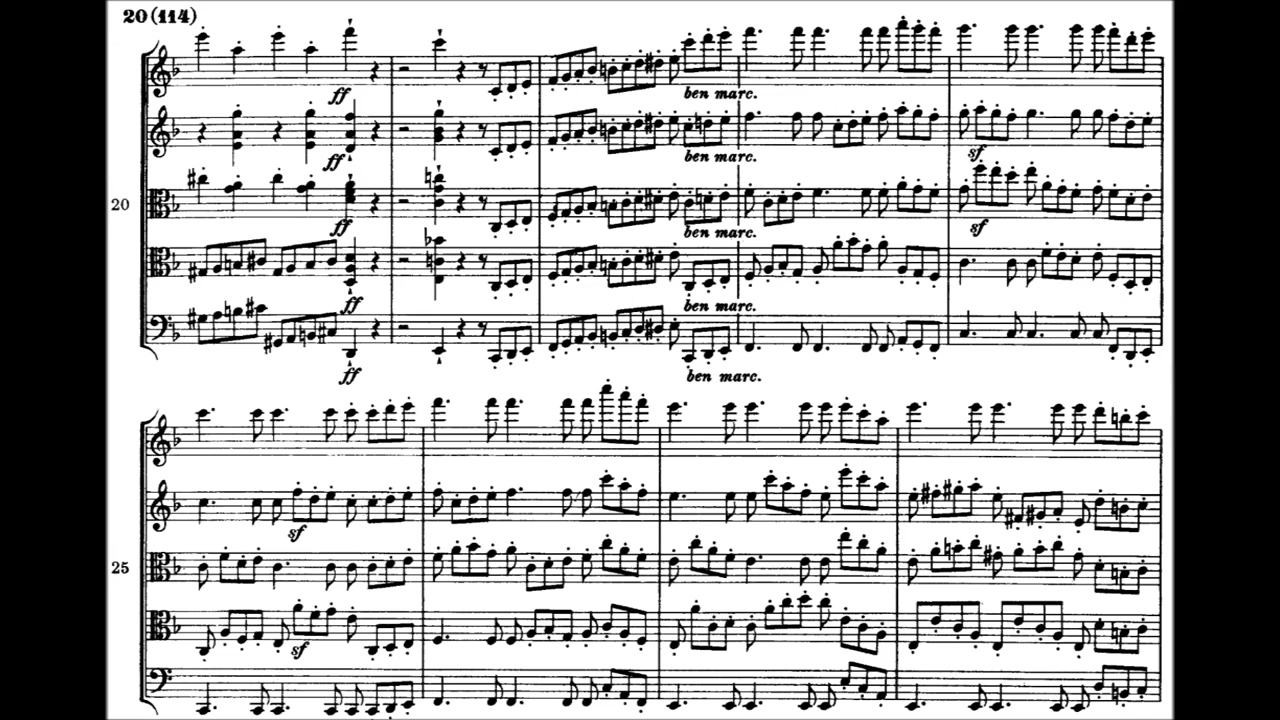 20(114)
ff
ben marc.
ff
ben marc.
sf
20
ff
ben marc.
sf
ff
ben marc.
ff
ben marc.
sf
25
sf